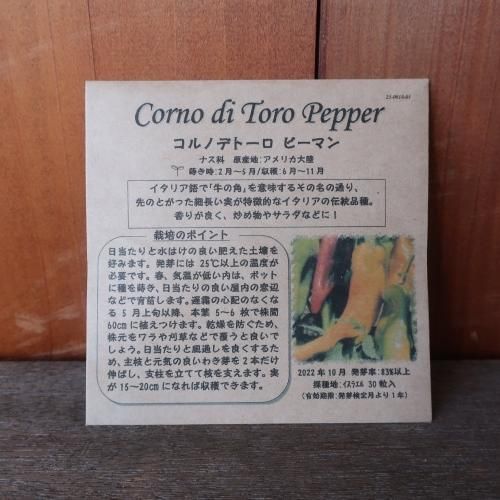 Corno di Toro Pepper
コルノデトーロ ピーマン
ナス科 原産地:アメリカ大陸
蒔き時:2月~5月/収穫:6月~11月
イタリア語で「牛の角」を意味するその名の通り、
先のとがった細長い実が特徴的なイタリアの伝統品種。
香りが良く、炒め物やサラダなどに!
栽培のポイント
日当たりと水はけの良い肥えた土壌を
好みます。発芽には 25℃以上の温度が
必要です。春、気温が低い内は、ポット
に種を蒔き、日当たりの良い屋内の窓辺
などで育苗します。遅霜の心配のなくな
る 5 月上旬以降、本葉 5~6 枚で株間
60cmに植えつけます。乾燥を防ぐため、
株元をワラや刈草などで覆うと良いで
しょう。日当たりと風通しを良くするた
め、主枝と元気の良いわき芽を2本だけ
伸ばし、支柱を立てて枝を支えます。実
が15~20cmになれば収穫できます。
2022年10月 発芽率:83%以上
採種地:イスラエル 30粒入
(有効期限:発芽検定月より1年)